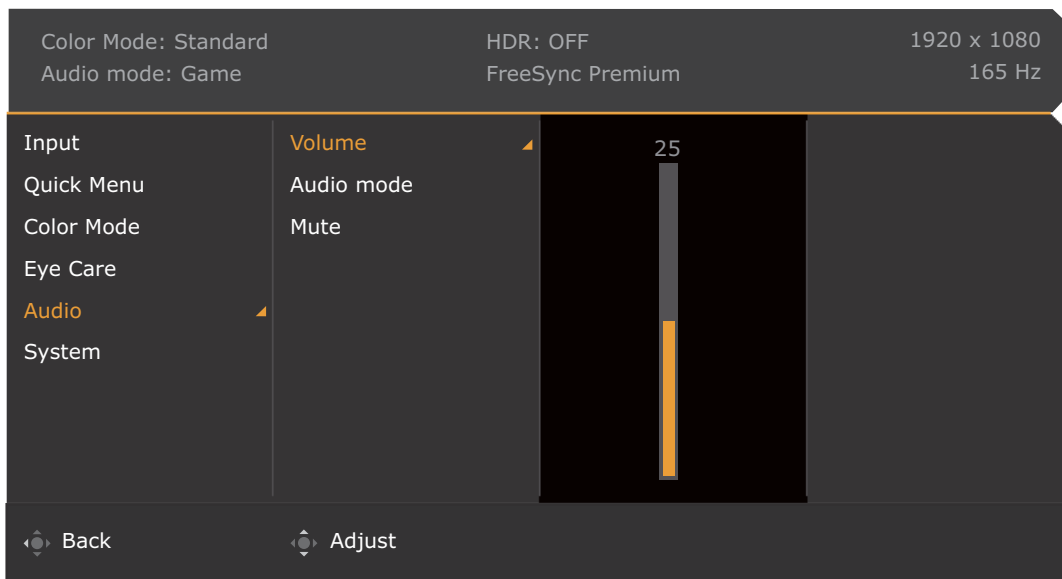 Color Mode: Standard
HDR: OFF
1920 x 1080
Audio mode: Game
FreeSync Premium
165 Hz
Input
Quick Menu
Color Mode
Eye Care
Audio
System
Volume
Audio mode
Mute
25
Back
Adjust